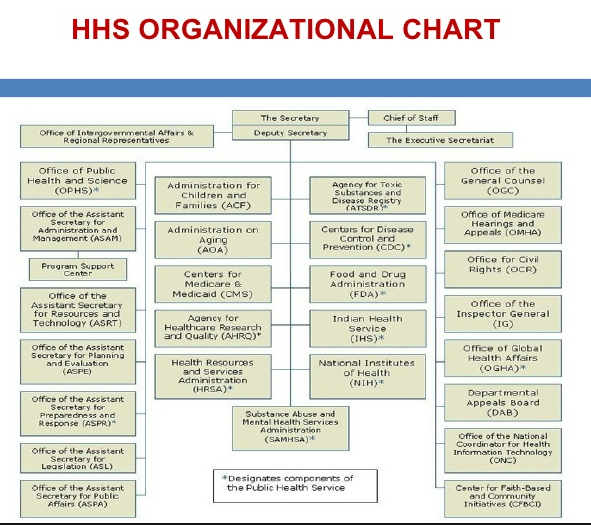 HHS ORGANIZATIONAL CHART
The Secretary
Deputy Secretary
Chief of Staff
The Executive Secretariat
Office of Intergovernmental Affairs &
Regional Representatives
Office of Public
Health and Science
(OPHS)*
Office of the Assistant
Secretary for
Administration and
Management (ASAM)
Program Support
Center
Office of the
Assistant Secretary
for Resources and
Technology (ASRT)
Office of the Assistant
Secretary for Planning
and Evaluation
(ASPE)
Office of the Assistant
Secretary for
Preparedness and
Response (ASPR)*
Office of the Assistant
Secretary for
Legislation (ASL)
Office of the Assistant
Secretary for Public
Affairs (ASPA)
Administration for
Children and
Families (ACF)
Administration on
Aging
(AOA)
Centers for
Medicare &
Medicaid (CMS)
Agency for
Healthcare Research
and Quality (AHRQ)*
Health Resources
and Services
Administration
(HRSA)*
Agency for Toxic
Substances and
Disease Registry
(ATSDR)*
Centers for Disease
Control and
Prevention (CDC)*
Food and Drug
Administration
(FDA)*
Indian Health
Service
(IHS)*
National Institutes
of Health
(NIH)*
Substance Abuse and
Mental Health Services
Administration
(SAMHSA)*
*Designates components of
the Public Health Service
Office of the
General Counsel
(OGC)
Office of Medicare
Hearings and
Appeals (OMHA)
Office for Civil
Rights (OCR)
Office of the
Inspector General
(IG)
Office of Global
Health Affairs
(OGHA)*
Departmental
Appeals Board
(DAB)
Office of the National
Coordinator for Health
Information Technology
(ONC)
Center for Faith-Based
and Community
Initiatives (CFBCI)